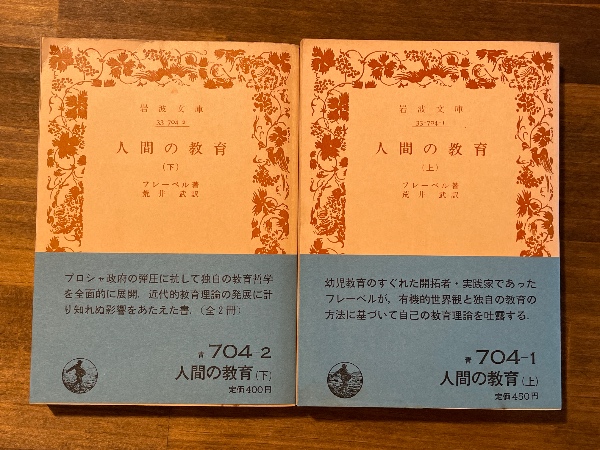 岩波文庫
33-704-2
人間の教育
(下)
フレーベル著
荒井 武訳
プロシャ政府の弾圧に抗して独自の教育哲学
を全面的に展開. 近代的教育理論の発展に計
り知れぬ影響をあたえた書. (全2冊)
青 704-2
人間の教育(下)
定価400円
岩波文庫
33-704-1
人間の教育
(上)
フレーベル著
荒井 武訳
幼児教育のすぐれた開拓者・実践家であった
フレーベルが, 有機的世界観と独自の教育の
方法に基づいて自己の教育理論を吐露する.
青 704-1
人間の教育(上)
定価450円